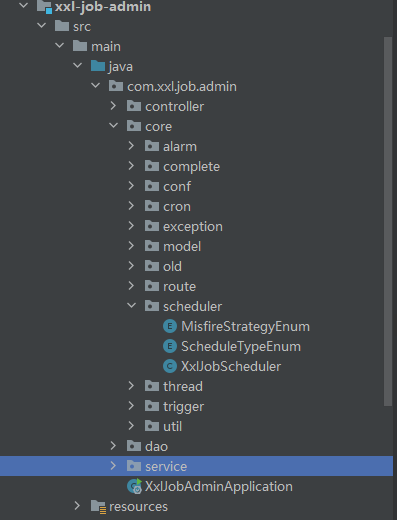 xxl-job-admin
src
main
java
com.xxl.job.admin
controller
core
alarm
complete
conf
cron
exception
model
old
route
scheduler
MisfireStrategyEnum
ScheduleTypeEnum
XxlJobScheduler
thread
trigger
util
dao
service
XxlJobAdminApplication
resources